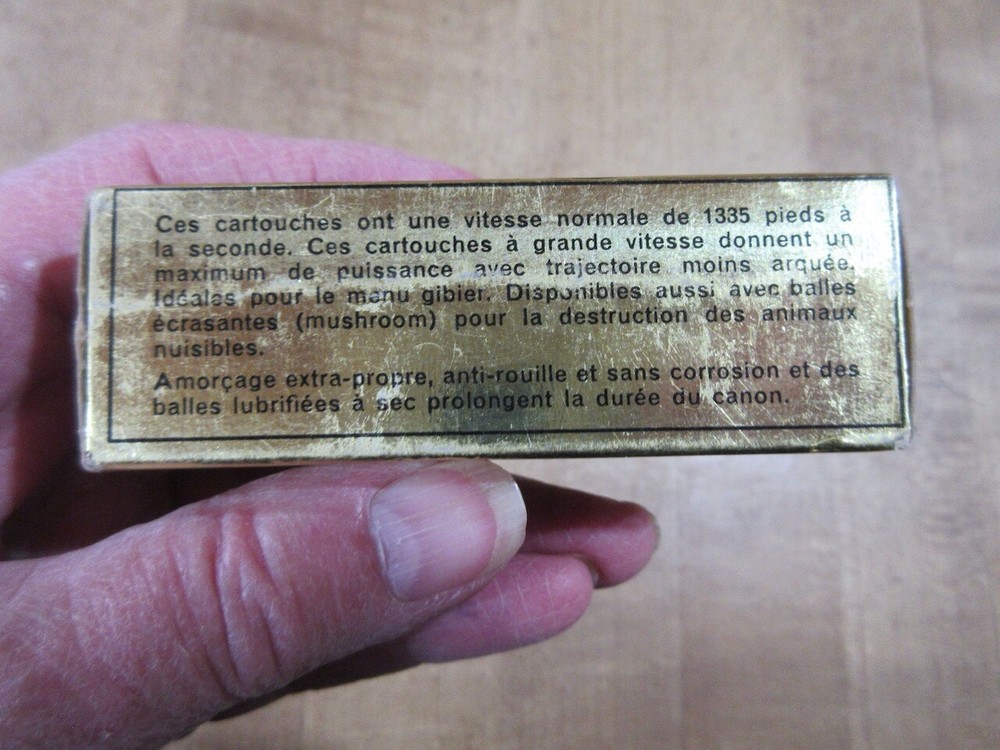 Ces cartouches ont une vitesse normale de 1335 pieds à
la seconde. Ces cartouches à grande vitesse donnent un
maximum de puissance avec trajectoire moins arquée.
Idéales pour le menu gibier. Disponibles aussi avec balles
écrasantes (mushroom) pour la destruction des animaux
nuisibles.
Amorçage extra-propre, anti-rouille et sans corrosion et des
balles lubrifiées à sec prolongent la durée du canon.